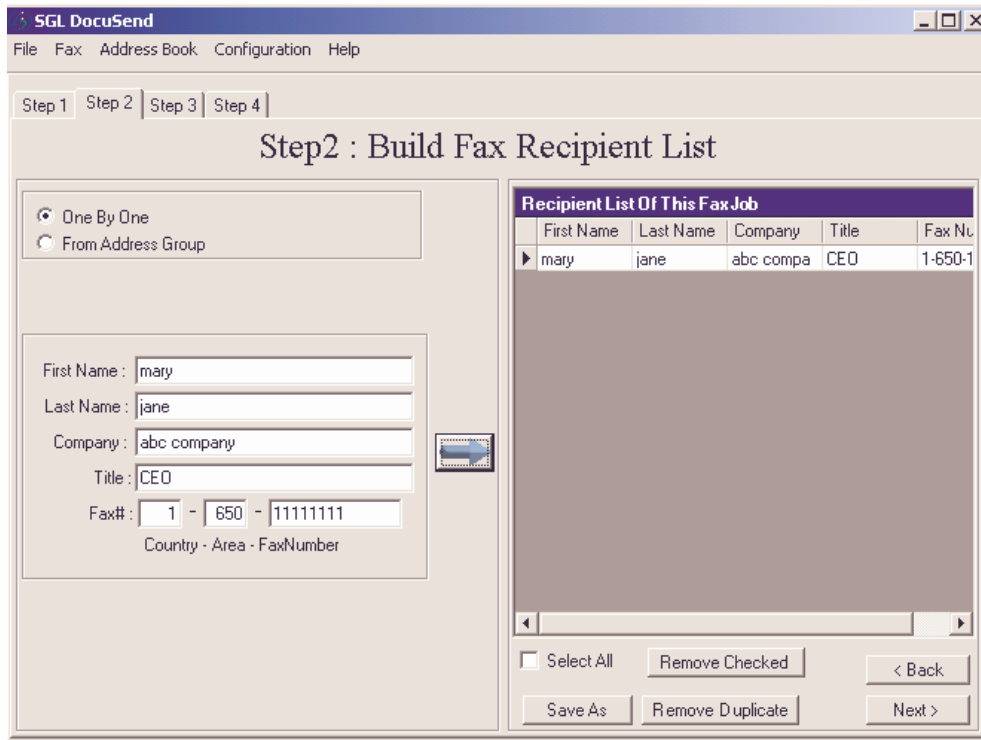 SGL DocuSend
File Fax Address Book Configuration Help
Step 1 Step 2 Step 3 Step 4
Step2 : Build Fax Recipient List
One By One
From Address Group
First Name : mary
Last Name : jane
Company : abc company
Title : CEO
Fax# : 1 - 650 - 11111111
Country - Area - FaxNumber
Recipient List Of This Fax Job
First Name Last Name Company Title Fax Nu
mary jane abc compa CEO 1-650-1
Select All Remove Checked < Back
Save As Remove Duplicate Next >